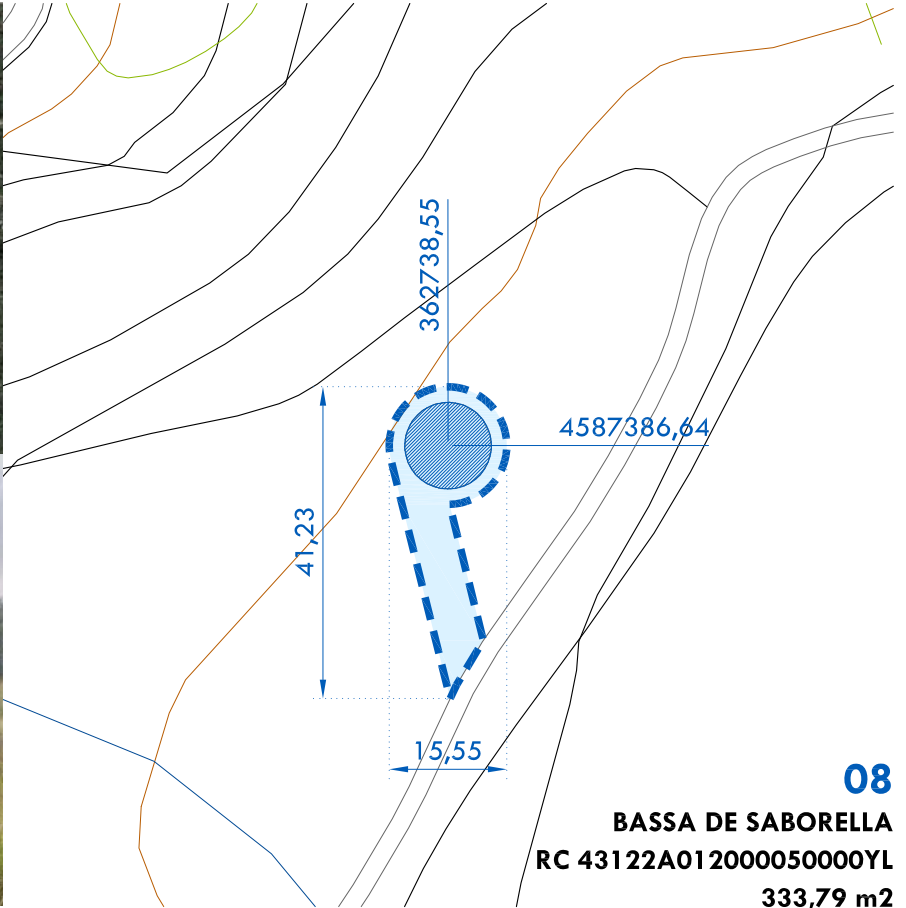 362738,55
4587386,64
41,23
15,55
08
BASSA DE SABORELLA
RC 43122A012000050000YL
333,79 m2